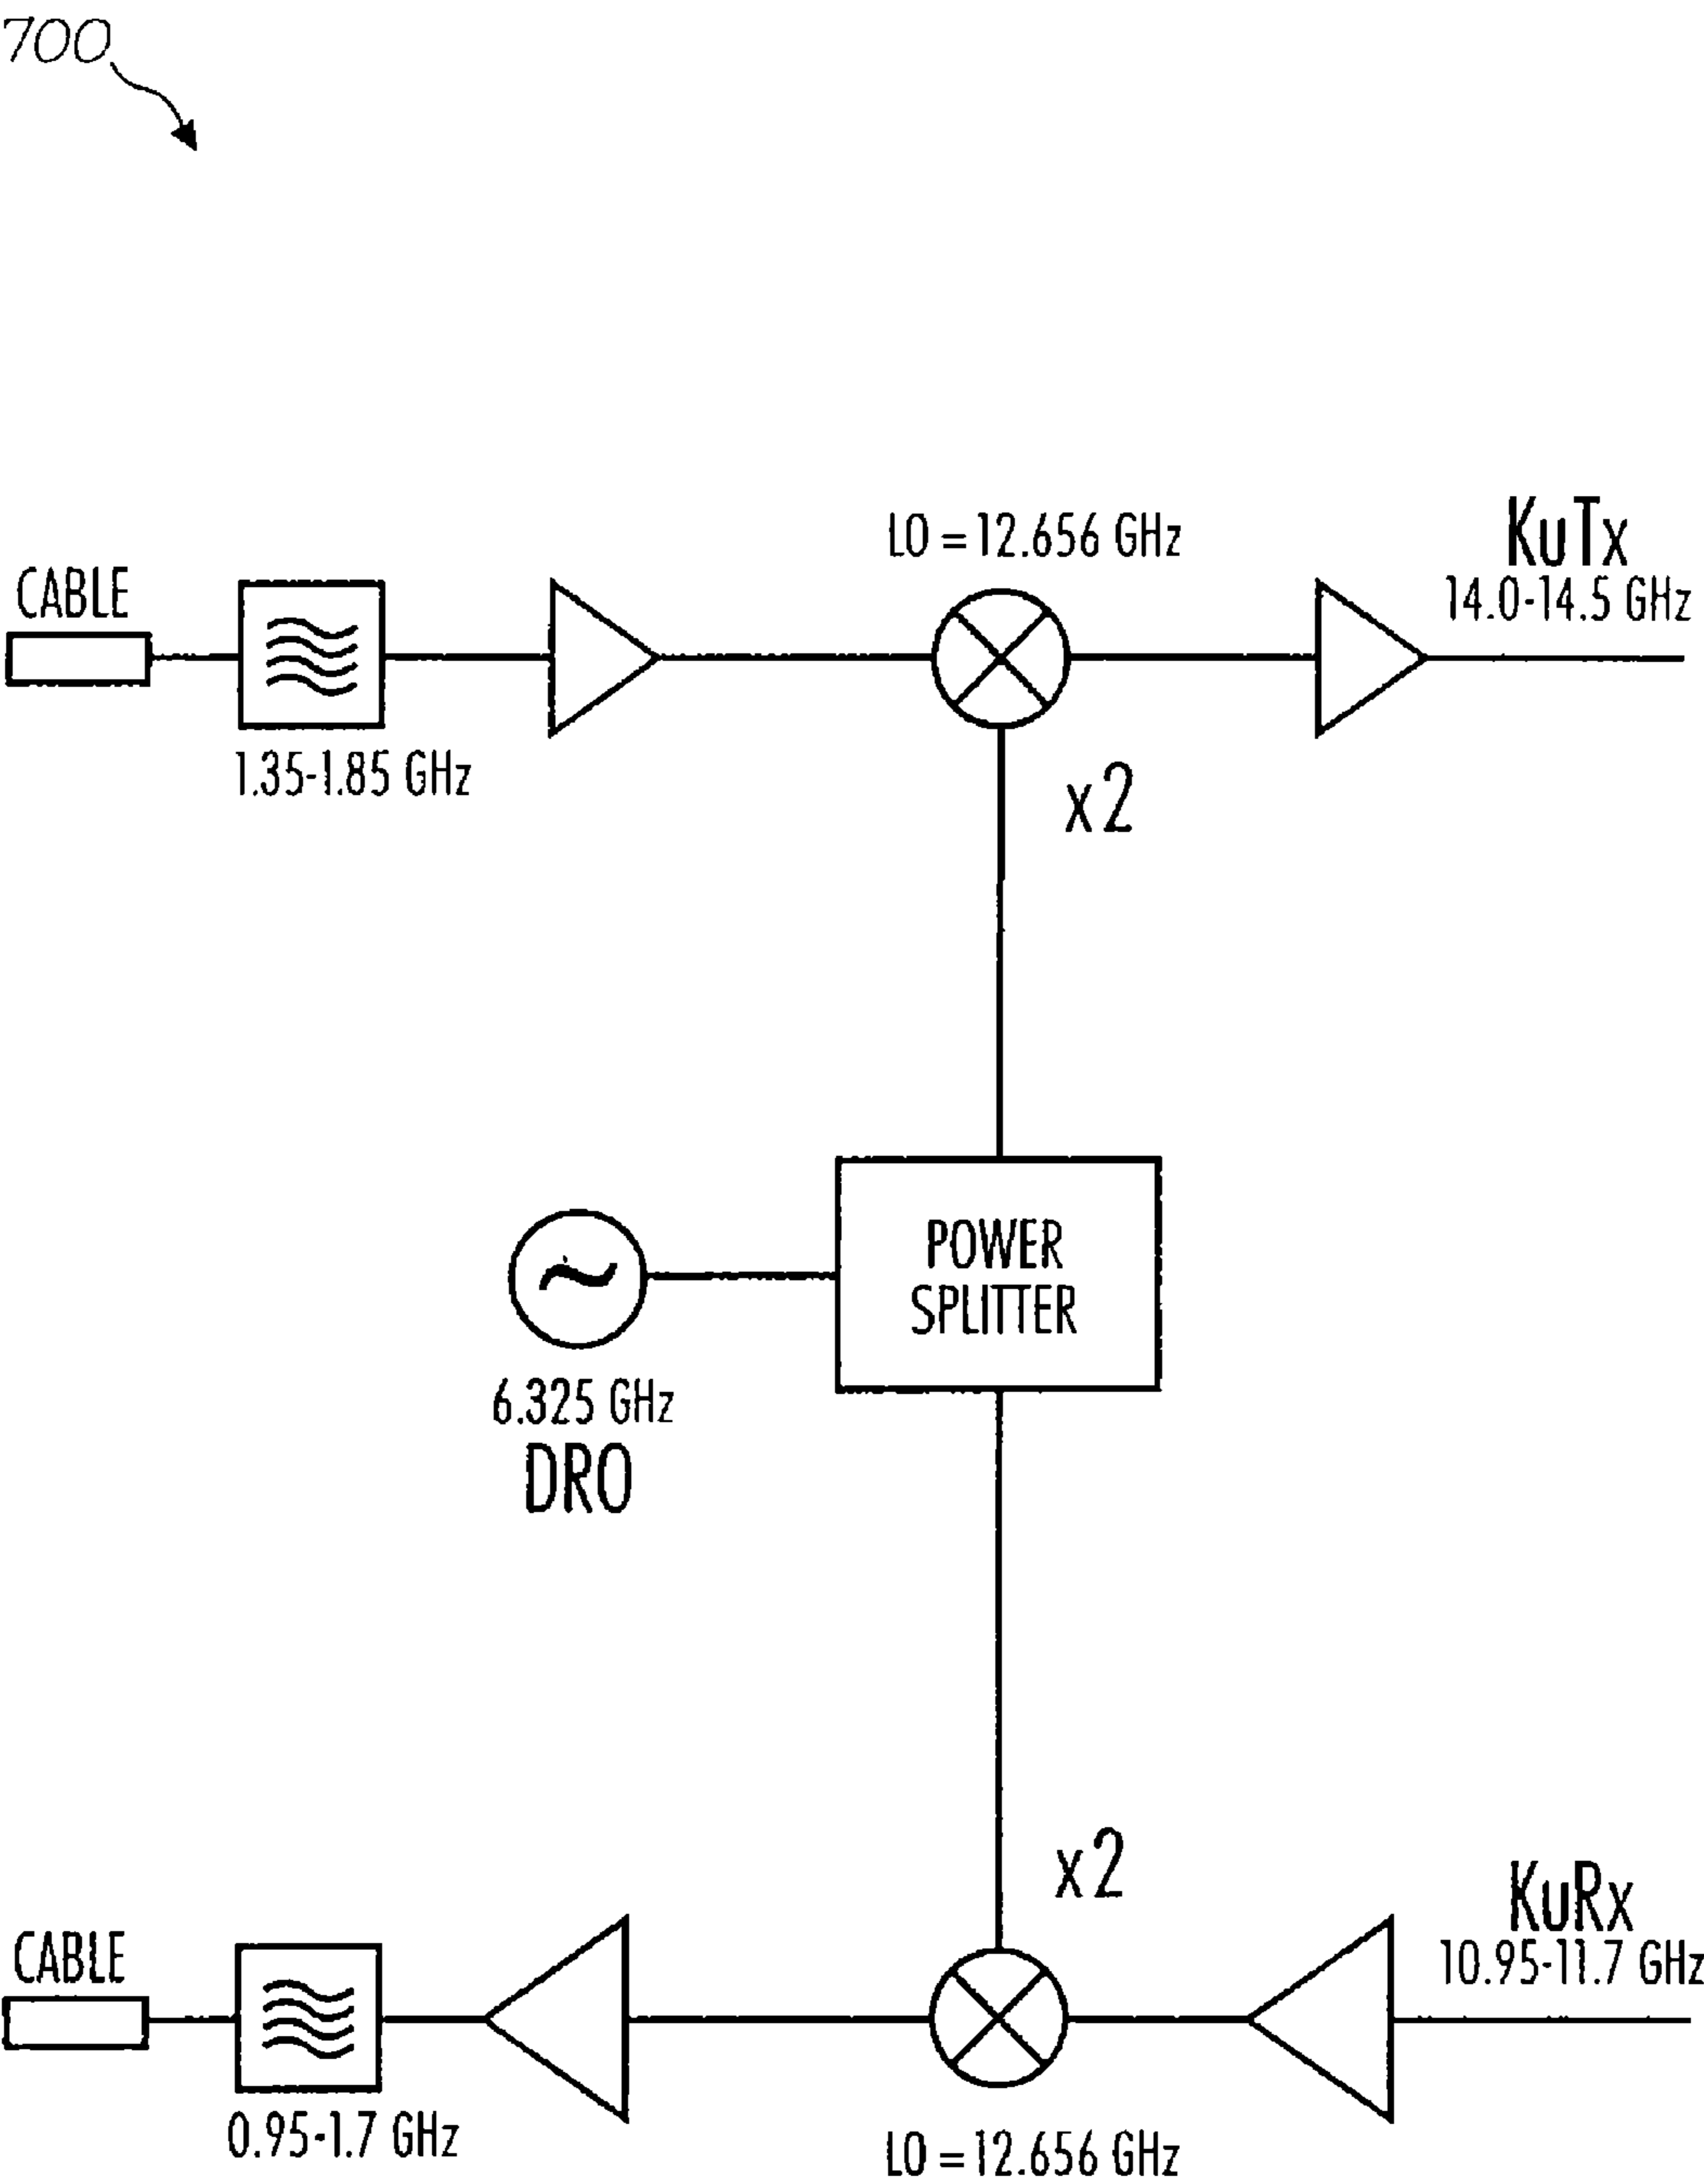 700
LO = 12.656 GHz
KuTx
14.0-14.5 GHz
CABLE
1.35-1.85 GHz
x2
POWER
SPLITTER
6.325 GHz
DRO
x2
KuRx
10.95-11.7 GHz
CABLE
0.95-1.7 GHz
LO = 12.656 GHz